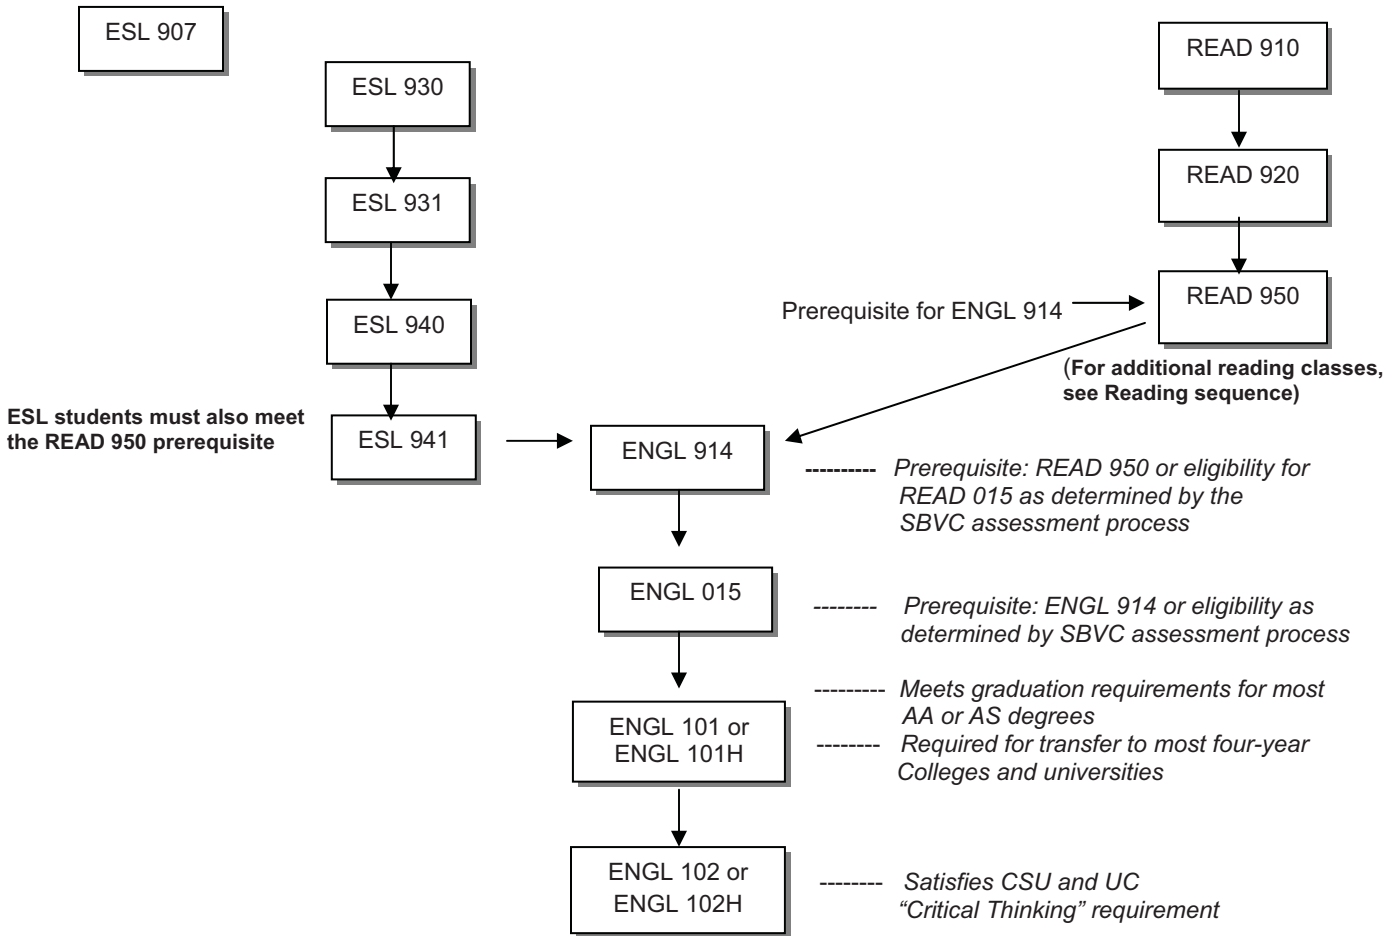 ESL 907
READ 910
ESL 930
READ 920
ESL 931
READ 950
Prerequisite for ENGL 914
ESL 940
(For additional reading classes,
see Reading sequence)
ESL students must also meet
the READ 950 prerequisite
ESL 941
ENGL 914
---------- Prerequisite: READ 950 or eligibility for
READ 015 as determined by the
SBVC assessment process
ENGL 015
-------- Prerequisite: ENGL 914 or eligibility as
determined by SBVC assessment process
--------- Meets graduation requirements for most
AA or AS degrees
ENGL 101 or
ENGL 101H
-------- Required for transfer to most four-year
Colleges and universities
ENGL 102 or
ENGL 102H
-------- Satisfies CSU and UC
“Critical Thinking” requirement